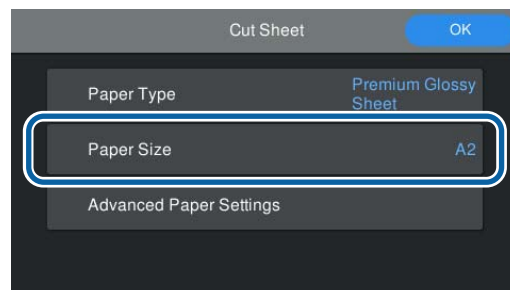 Cut Sheet
OK
Paper Type
Premium Glossy
Sheet
Paper Size
A2
Advanced Paper Settings